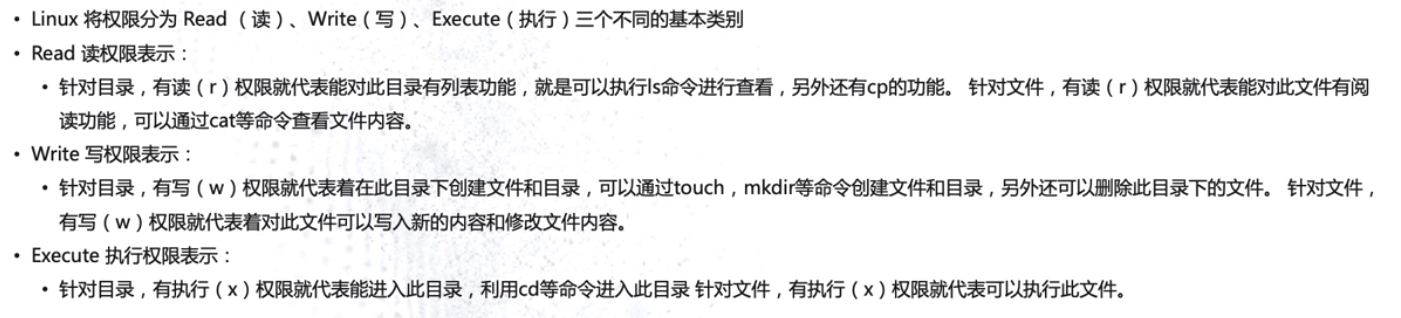 • Linux 将权限分为 Read （读）、Write（写）、Execute（执行）三个不同的基本类别
• Read 读权限表示：
• 针对目录，有读（r）权限就代表能对此目录有列表功能，就是可以执行ls命令进行查看，另外还有cp的功能。 针对文件，有读（r）权限就代表能对此文件有阅
读功能，可以通过cat等命令查看文件内容。
• Write 写权限表示：
• 针对目录，有写（w）权限就代表着在此目录下创建文件和目录，可以通过touch，mkdir等命令创建文件和目录，另外还可以删除此目录下的文件。 针对文件，
有写（w）权限就代表着对此文件可以写入新的内容和修改文件内容。
• Execute 执行权限表示：
• 针对目录，有执行（x）权限就代表能进入此目录，利用cd等命令进入此目录 针对文件，有执行（x）权限就代表可以执行此文件。